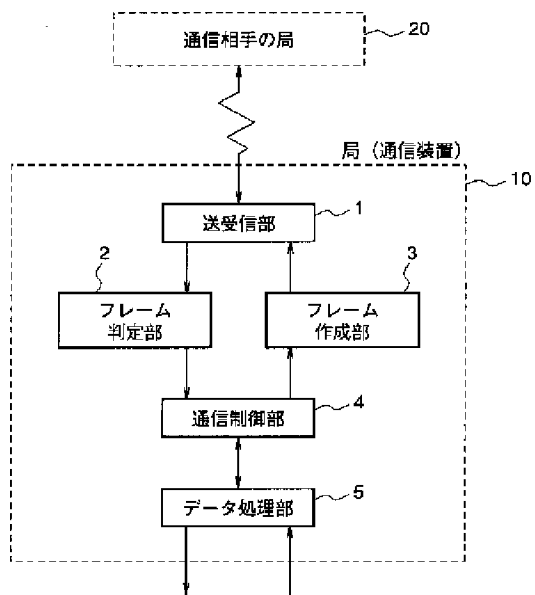 通信相手の局
20
局（通信装置）
10
送受信部
1
2
フレーム
判定部
3
フレーム
作成部
通信制御部
4
データ処理部
5